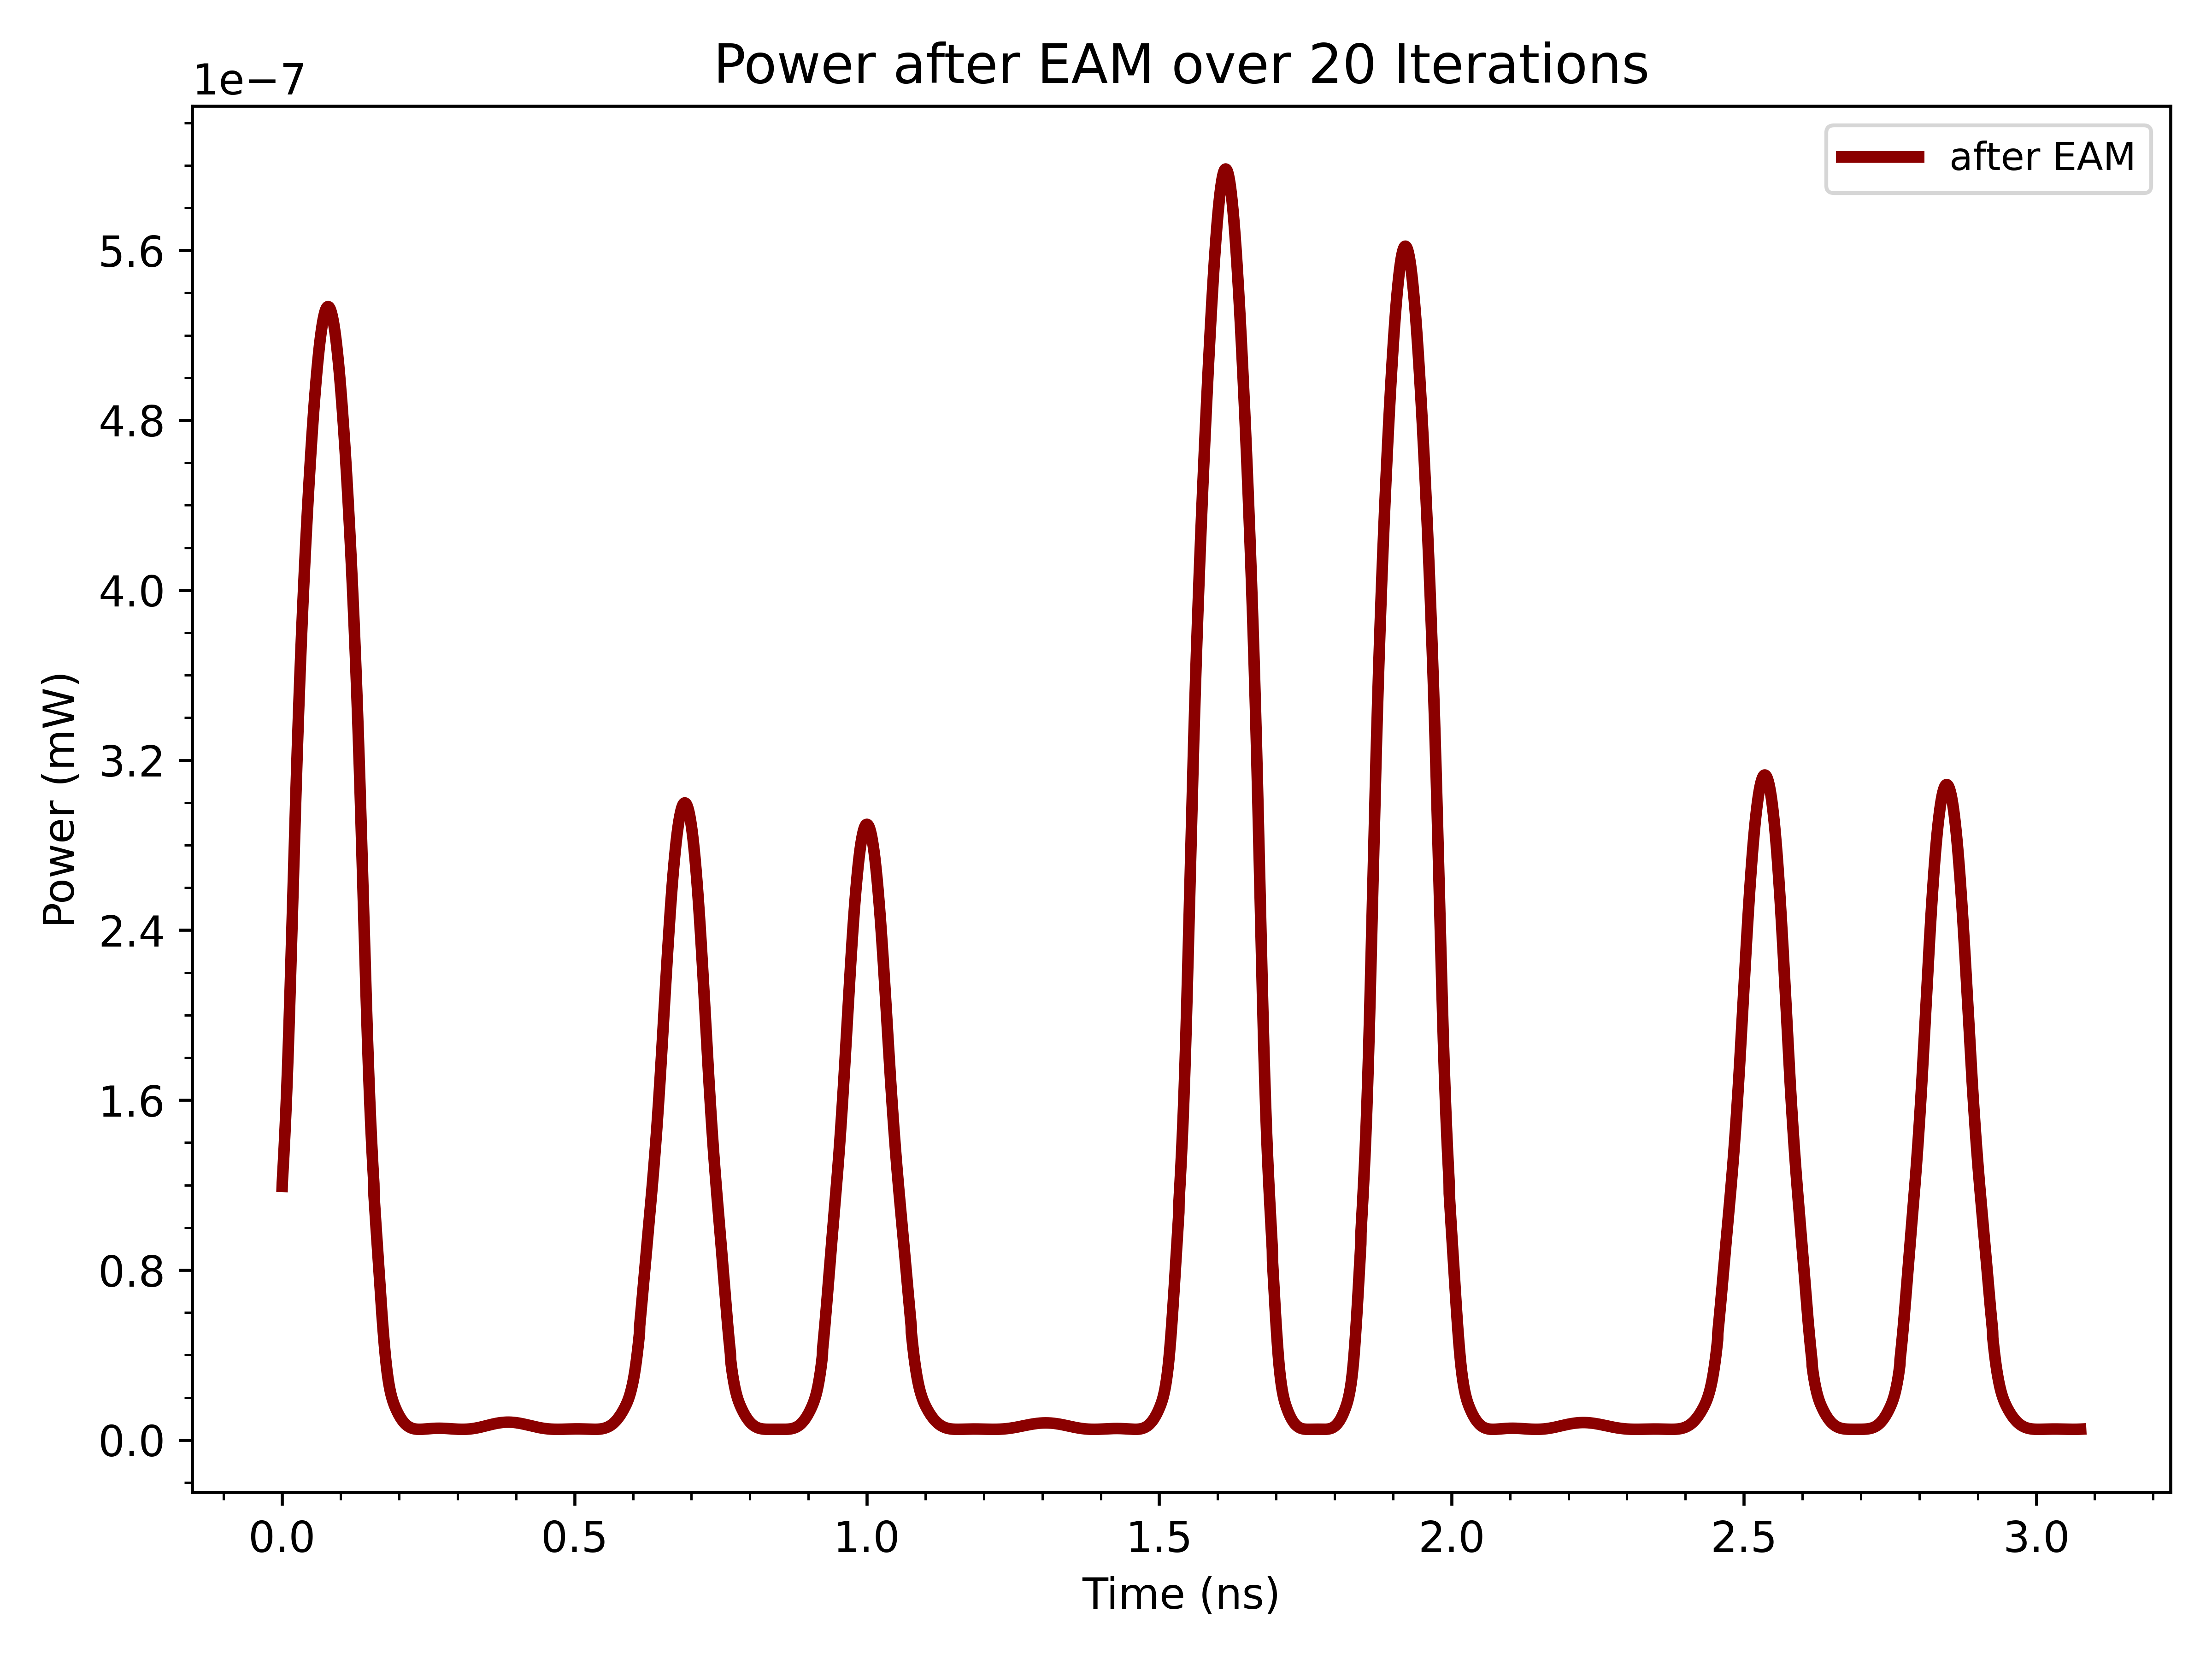 Power after EAM over 20 Iterations
1e−7
after EAM
5.6
4.8
4.0
3.2
2.4
1.6
0.8
0.0
Power (mW)
0.0 0.5 1.0 1.5 2.0 2.5 3.0
Time (ns)